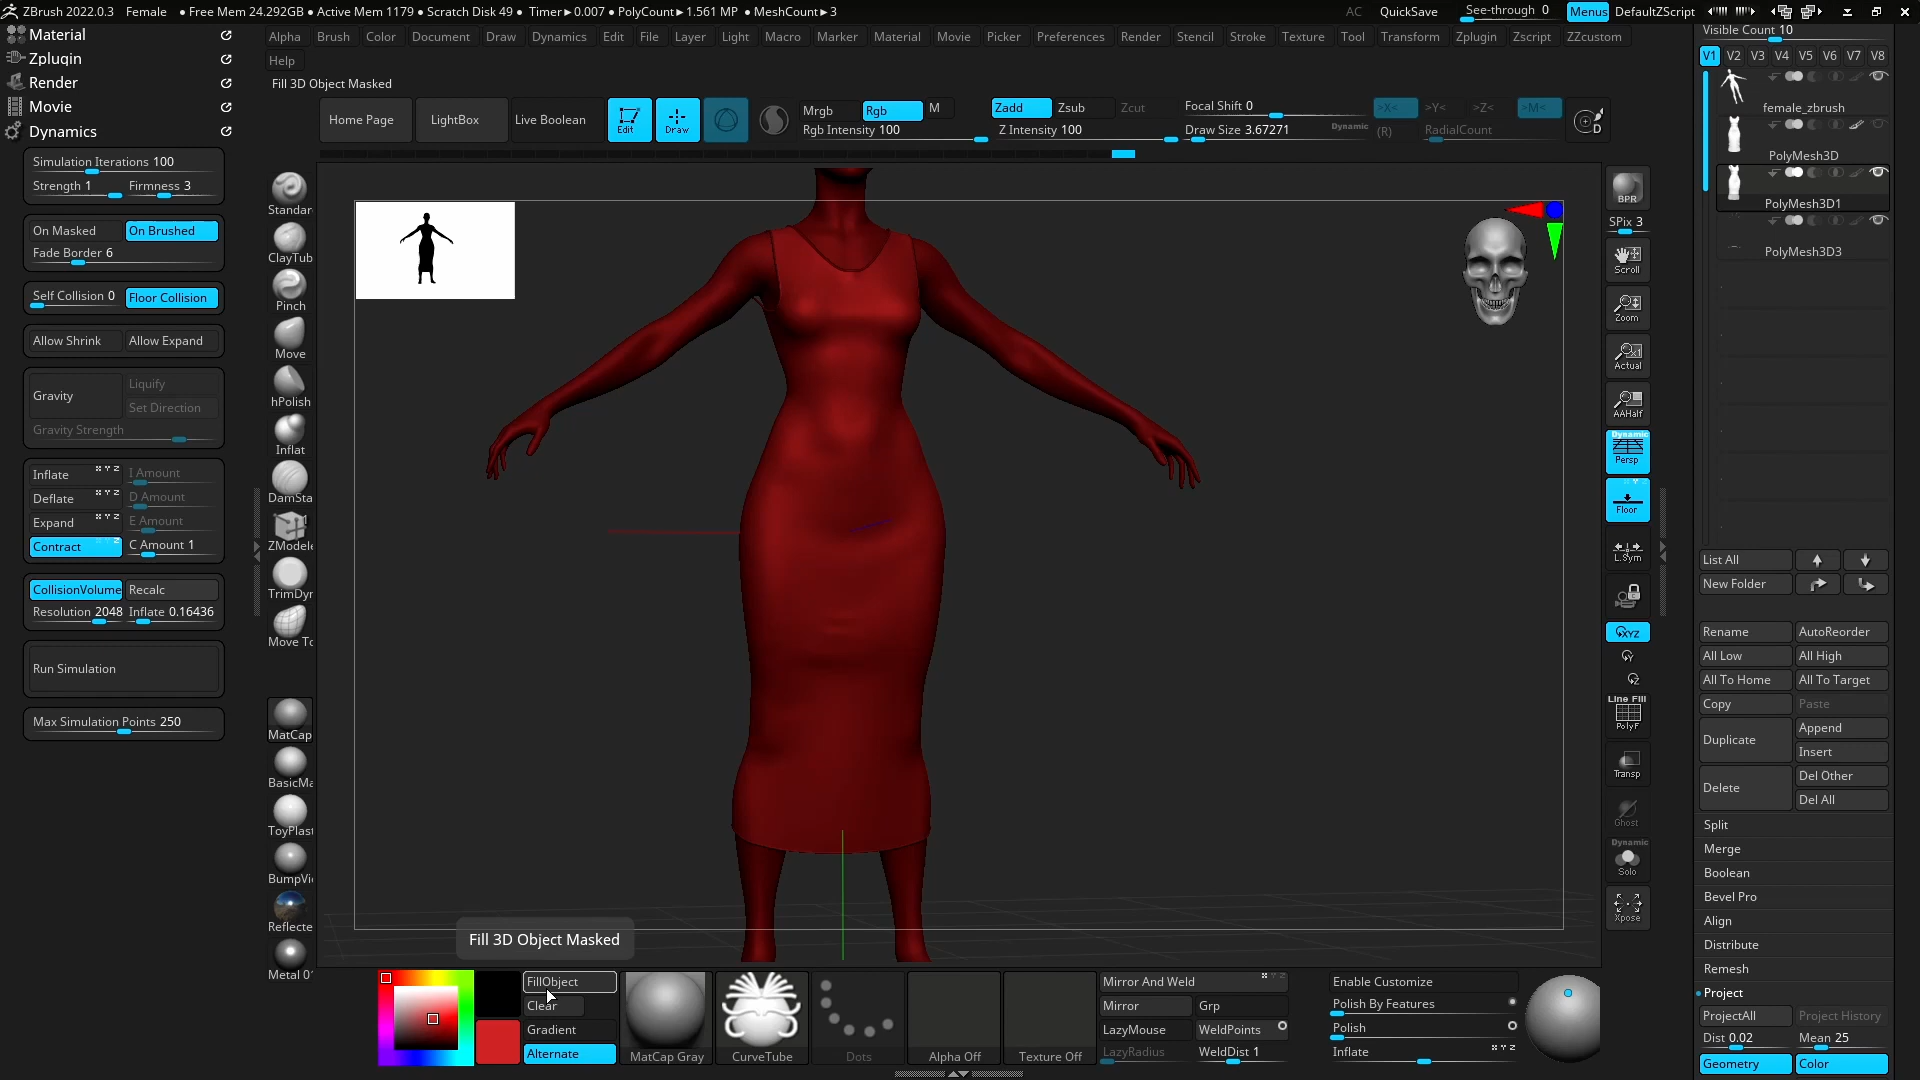 ZBrush 2022.0.3 Female • Free Mem 24.292GB • Active Mem 1179 • Scratch Disk 49 • Timer►0.007 • PolyCount►1.561 MP • MeshCount►3 AC QuickSave See-through 0 Menus DefaultZScript
Alpha Brush Color Document Draw Dynamics Edit File Layer Light Macro Marker Material Movie Picker Preferences Render Stencil Stroke Texture Tool Transform Zplugin Zscript ZZcustom
Help
Fill 3D Object Masked
Material
Zplugin
Render
Movie
Dynamics
Simulation Iterations 100
Strength 1 Firmness 3
On Masked On Brushed
Fade Border 6
Self Collision 0 Floor Collision
Allow Shrink Allow Expand
Gravity Liquify
Set Direction
Gravity Strength
Inflate X Y Z I Amount
Deflate X Y Z D Amount
Expand X Y Z E Amount
Contract C Amount 1
CollisionVolume Recalc
Resolution 2048 Inflate 0.16436
Run Simulation
Max Simulation Points 250
Home Page LightBox Live Boolean Edit Draw
Mrgb Rgb M
Rgb Intensity 100
Zadd Zsub Zcut
Z Intensity 100
Focal Shift 0
Draw Size 3.67271 Dynamic
>X< >Y< >Z< >M<
(R) RadialCount
Standar
ClayTub
Pinch
Move
hPolish
Inflat
DamSta
ZModele
TrimDyn
Move To
MatCap
BasicMa
ToyPlast
BumpVi
Reflecte
Metal 01
BPR
SPix 3
Scroll
Zoom
Actual
AAHalf
Dynamic
Persp
Floor
L.Sym
XYZ
Y
Z
Line Fill
PolyF
Transp
Ghost
Dynamic
Solo
Xpose
Visible Count 10
V1 V2 V3 V4 V5 V6 V7 V8
female_zbrush
PolyMesh3D
PolyMesh3D1
PolyMesh3D3
List All
New Folder
Rename AutoReorder
All Low All High
All To Home All To Target
Copy Paste
Duplicate Append
Insert
Delete Del Other
Del All
Split
Merge
Boolean
Bevel Pro
Align
Distribute
Remesh
Project
ProjectAll Project History
Dist 0.02 Mean 25
Geometry Color
Fill 3D Object Masked
FillObject
Clear
Gradient
Alternate
MatCap Gray CurveTube Dots Alpha Off Texture Off
Mirror And Weld
Mirror Grp
LazyMouse WeldPoints
LazyRadius WeldDist 1
Enable Customize
Polish By Features
Polish
Inflate X Y Z